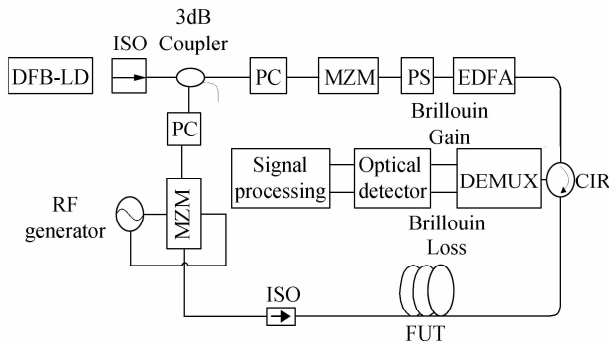 3dB
Coupler
ISO
DFB-LD
PC
MZM
PS
EDFA
PC
Brillouin
Gain
Signal
processing
Optical
detector
DEMUX
CIR
RF
generator
MZM
Brillouin
Loss
ISO
FUT